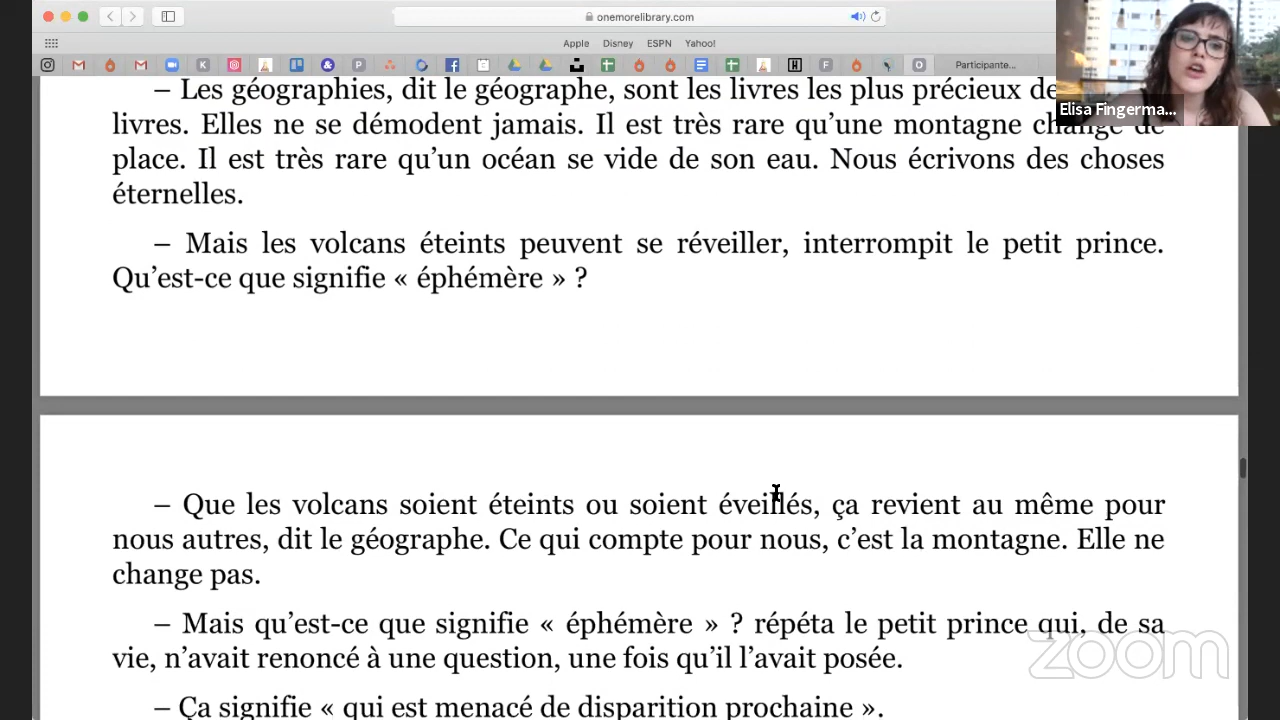 onemorelibrary.com
Apple Disney ESPN Yahoo!
Participante...
Elisa Fingerma...
– Les géographies, dit le géographe, sont les livres les plus précieux de
livres. Elles ne se démodent jamais. Il est très rare qu'une montagne change de
place. Il est très rare qu'un océan se vide de son eau. Nous écrivons des choses
éternelles.
– Mais les volcans éteints peuvent se réveiller, interrompit le petit prince.
Qu'est-ce que signifie « éphémère » ?
– Que les volcans soient éteints ou soient éveillés, ça revient au même pour
nous autres, dit le géographe. Ce qui compte pour nous, c'est la montagne. Elle ne
change pas.
– Mais qu'est-ce que signifie « éphémère » ? répéta le petit prince qui, de sa
vie, n'avait renoncé à une question, une fois qu'il l'avait posée.
– Ça signifie « qui est menacé de disparition prochaine ».
zoom